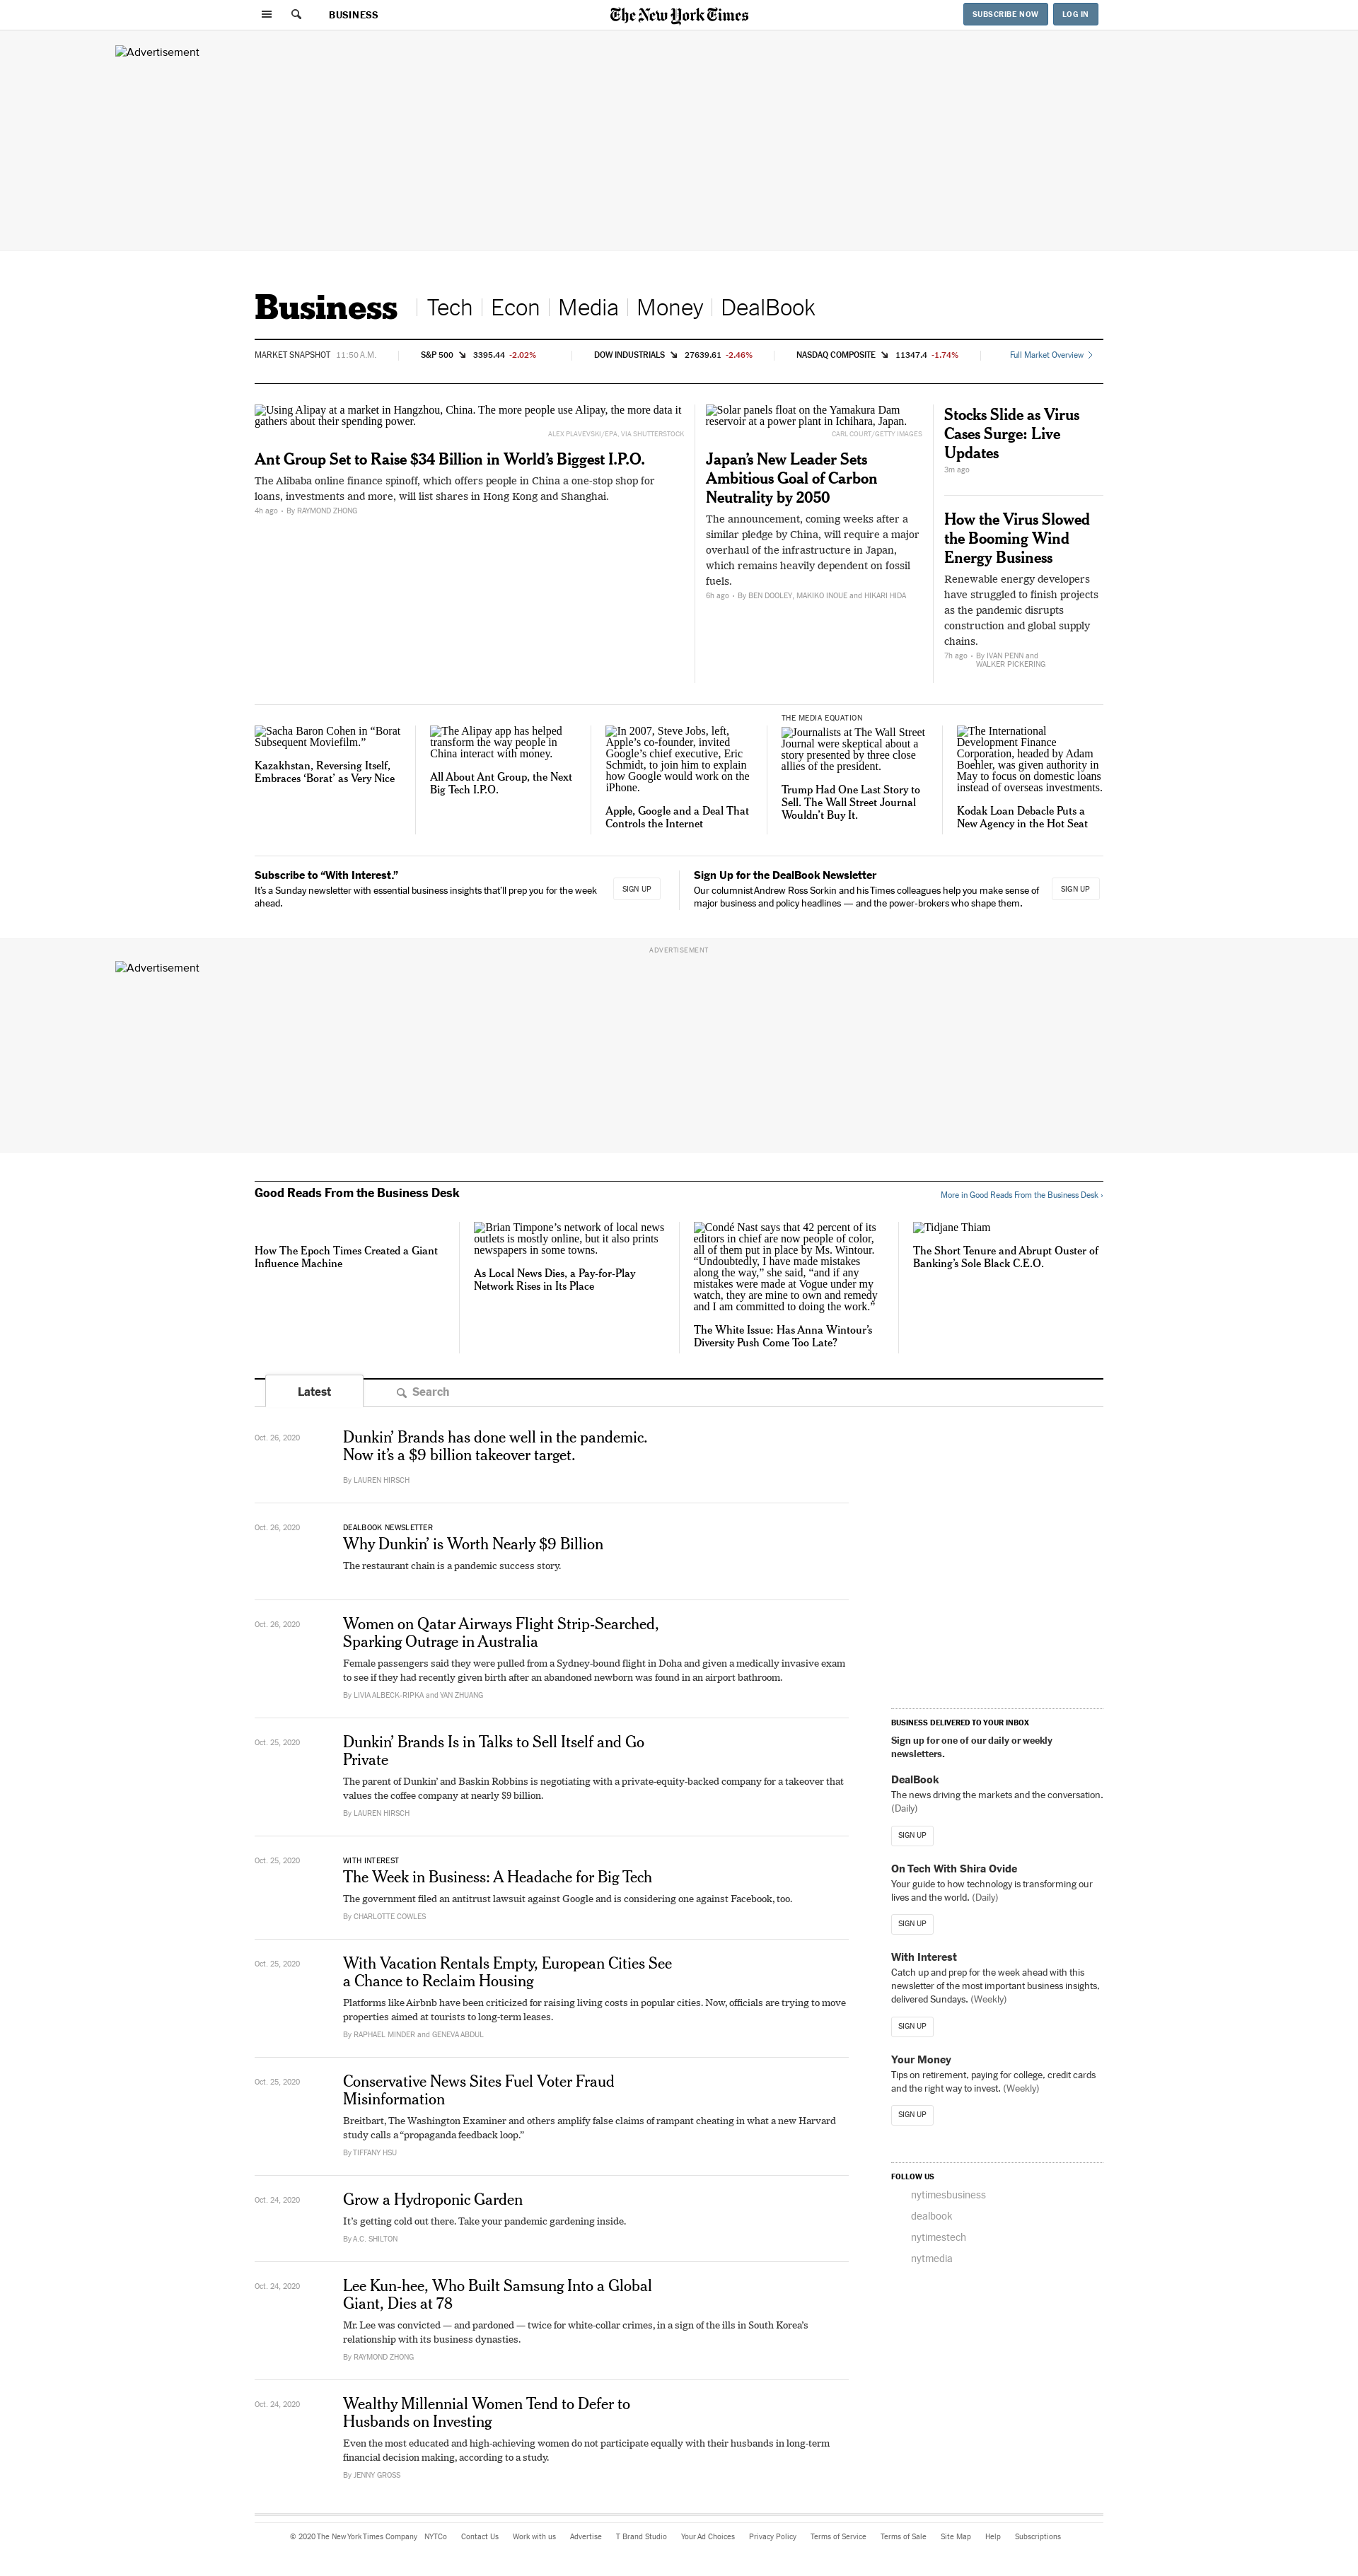 BUSINESS
The New York Times
SUBSCRIBE NOW
LOG IN
Advertisement
Business
Tech
Econ
Media
Money
DealBook
MARKET SNAPSHOT 11:50 A.M.
S&P 500 3395.44 -2.02%
DOW INDUSTRIALS 27639.61 -2.46%
NASDAQ COMPOSITE 11347.4 -1.74%
Full Market Overview
Using Alipay at a market in Hangzhou, China. The more people use Alipay, the more data it
gathers about their spending power.
ALEX PLAVEVSKI/EPA, VIA SHUTTERSTOCK
Ant Group Set to Raise $34 Billion in World’s Biggest I.P.O.
The Alibaba online finance spinoff, which offers people in China a one-stop shop for
loans, investments and more, will list shares in Hong Kong and Shanghai.
4h ago • By RAYMOND ZHONG
Solar panels float on the Yamakura Dam
reservoir at a power plant in Ichihara, Japan.
CARL COURT/GETTY IMAGES
Japan’s New Leader Sets
Ambitious Goal of Carbon
Neutrality by 2050
The announcement, coming weeks after a
similar pledge by China, will require a major
overhaul of the infrastructure in Japan,
which remains heavily dependent on fossil
fuels.
6h ago • By BEN DOOLEY, MAKIKO INOUE and HIKARI HIDA
Stocks Slide as Virus
Cases Surge: Live
Updates
3m ago
How the Virus Slowed
the Booming Wind
Energy Business
Renewable energy developers
have struggled to finish projects
as the pandemic disrupts
construction and global supply
chains.
7h ago • By IVAN PENN and
WALKER PICKERING
Sacha Baron Cohen in “Borat
Subsequent Moviefilm.”
Kazakhstan, Reversing Itself,
Embraces ‘Borat’ as Very Nice
The Alipay app has helped
transform the way people in
China interact with money.
All About Ant Group, the Next
Big Tech I.P.O.
In 2007, Steve Jobs, left,
Apple’s co-founder, invited
Google’s chief executive, Eric
Schmidt, to join him to explain
how Google would work on the
iPhone.
Apple, Google and a Deal That
Controls the Internet
THE MEDIA EQUATION
Journalists at The Wall Street
Journal were skeptical about a
story presented by three close
allies of the president.
Trump Had One Last Story to
Sell. The Wall Street Journal
Wouldn’t Buy It.
The International
Development Finance
Corporation, headed by Adam
Boehler, was given authority in
May to focus on domestic loans
instead of overseas investments.
Kodak Loan Debacle Puts a
New Agency in the Hot Seat
Subscribe to “With Interest.”
It’s a Sunday newsletter with essential business insights that’ll prep you for the week
ahead.
SIGN UP
Sign Up for the DealBook Newsletter
Our columnist Andrew Ross Sorkin and his Times colleagues help you make sense of
major business and policy headlines — and the power-brokers who shape them.
SIGN UP
ADVERTISEMENT
Advertisement
Good Reads From the Business Desk
More in Good Reads From the Business Desk ›
How The Epoch Times Created a Giant
Influence Machine
Brian Timpone’s network of local news
outlets is mostly online, but it also prints
newspapers in some towns.
As Local News Dies, a Pay-for-Play
Network Rises in Its Place
Condé Nast says that 42 percent of its
editors in chief are now people of color,
all of them put in place by Ms. Wintour.
“Undoubtedly, I have made mistakes
along the way,” she said, “and if any
mistakes were made at Vogue under my
watch, they are mine to own and remedy
and I am committed to doing the work.”
The White Issue: Has Anna Wintour’s
Diversity Push Come Too Late?
Tidjane Thiam
The Short Tenure and Abrupt Ouster of
Banking’s Sole Black C.E.O.
Latest
Search
Oct. 26, 2020
Dunkin’ Brands has done well in the pandemic.
Now it’s a $9 billion takeover target.
By LAUREN HIRSCH
Oct. 26, 2020
DEALBOOK NEWSLETTER
Why Dunkin’ is Worth Nearly $9 Billion
The restaurant chain is a pandemic success story.
Oct. 26, 2020
Women on Qatar Airways Flight Strip-Searched,
Sparking Outrage in Australia
Female passengers said they were pulled from a Sydney-bound flight in Doha and given a medically invasive exam
to see if they had recently given birth after an abandoned newborn was found in an airport bathroom.
By LIVIA ALBECK-RIPKA and YAN ZHUANG
Oct. 25, 2020
Dunkin’ Brands Is in Talks to Sell Itself and Go
Private
The parent of Dunkin’ and Baskin Robbins is negotiating with a private-equity-backed company for a takeover that
values the coffee company at nearly $9 billion.
By LAUREN HIRSCH
Oct. 25, 2020
WITH INTEREST
The Week in Business: A Headache for Big Tech
The government filed an antitrust lawsuit against Google and is considering one against Facebook, too.
By CHARLOTTE COWLES
Oct. 25, 2020
With Vacation Rentals Empty, European Cities See
a Chance to Reclaim Housing
Platforms like Airbnb have been criticized for raising living costs in popular cities. Now, officials are trying to move
properties aimed at tourists to long-term leases.
By RAPHAEL MINDER and GENEVA ABDUL
Oct. 25, 2020
Conservative News Sites Fuel Voter Fraud
Misinformation
Breitbart, The Washington Examiner and others amplify false claims of rampant cheating in what a new Harvard
study calls a “propaganda feedback loop.”
By TIFFANY HSU
Oct. 24, 2020
Grow a Hydroponic Garden
It’s getting cold out there. Take your pandemic gardening inside.
By A.C. SHILTON
Oct. 24, 2020
Lee Kun-hee, Who Built Samsung Into a Global
Giant, Dies at 78
Mr. Lee was convicted — and pardoned — twice for white-collar crimes, in a sign of the ills in South Korea’s
relationship with its business dynasties.
By RAYMOND ZHONG
Oct. 24, 2020
Wealthy Millennial Women Tend to Defer to
Husbands on Investing
Even the most educated and high-achieving women do not participate equally with their husbands in long-term
financial decision making, according to a study.
By JENNY GROSS
BUSINESS DELIVERED TO YOUR INBOX
Sign up for one of our daily or weekly
newsletters.
DealBook
The news driving the markets and the conversation.
(Daily)
SIGN UP
On Tech With Shira Ovide
Your guide to how technology is transforming our
lives and the world. (Daily)
SIGN UP
With Interest
Catch up and prep for the week ahead with this
newsletter of the most important business insights,
delivered Sundays. (Weekly)
SIGN UP
Your Money
Tips on retirement, paying for college, credit cards
and the right way to invest. (Weekly)
SIGN UP
FOLLOW US
nytimesbusiness
dealbook
nytimestech
nytmedia
© 2020 The New York Times Company NYTCo Contact Us Work with us Advertise T Brand Studio Your Ad Choices Privacy Policy Terms of Service Terms of Sale Site Map Help Subscriptions